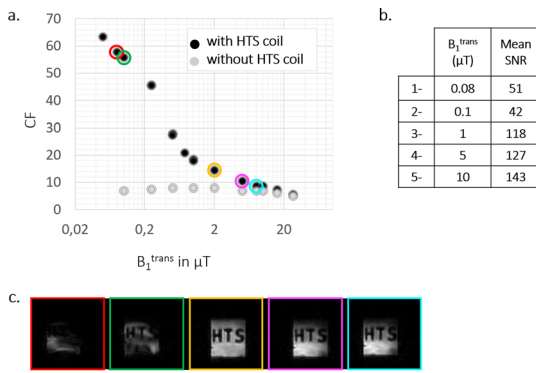 a.
with HTS coil
without HTS coil
CF
70
60
50
40
30
20
10
0
0,02
0,2
2
20
B₁ᵗʳᵃⁿˢ in µT
b.
B₁ᵗʳᵃⁿˢ (µT) Mean SNR
1- 0.08 51
2- 0.1 42
3- 1 118
4- 5 127
5- 10 143
c.
HTS
HTS
HTS
HTS
HTS